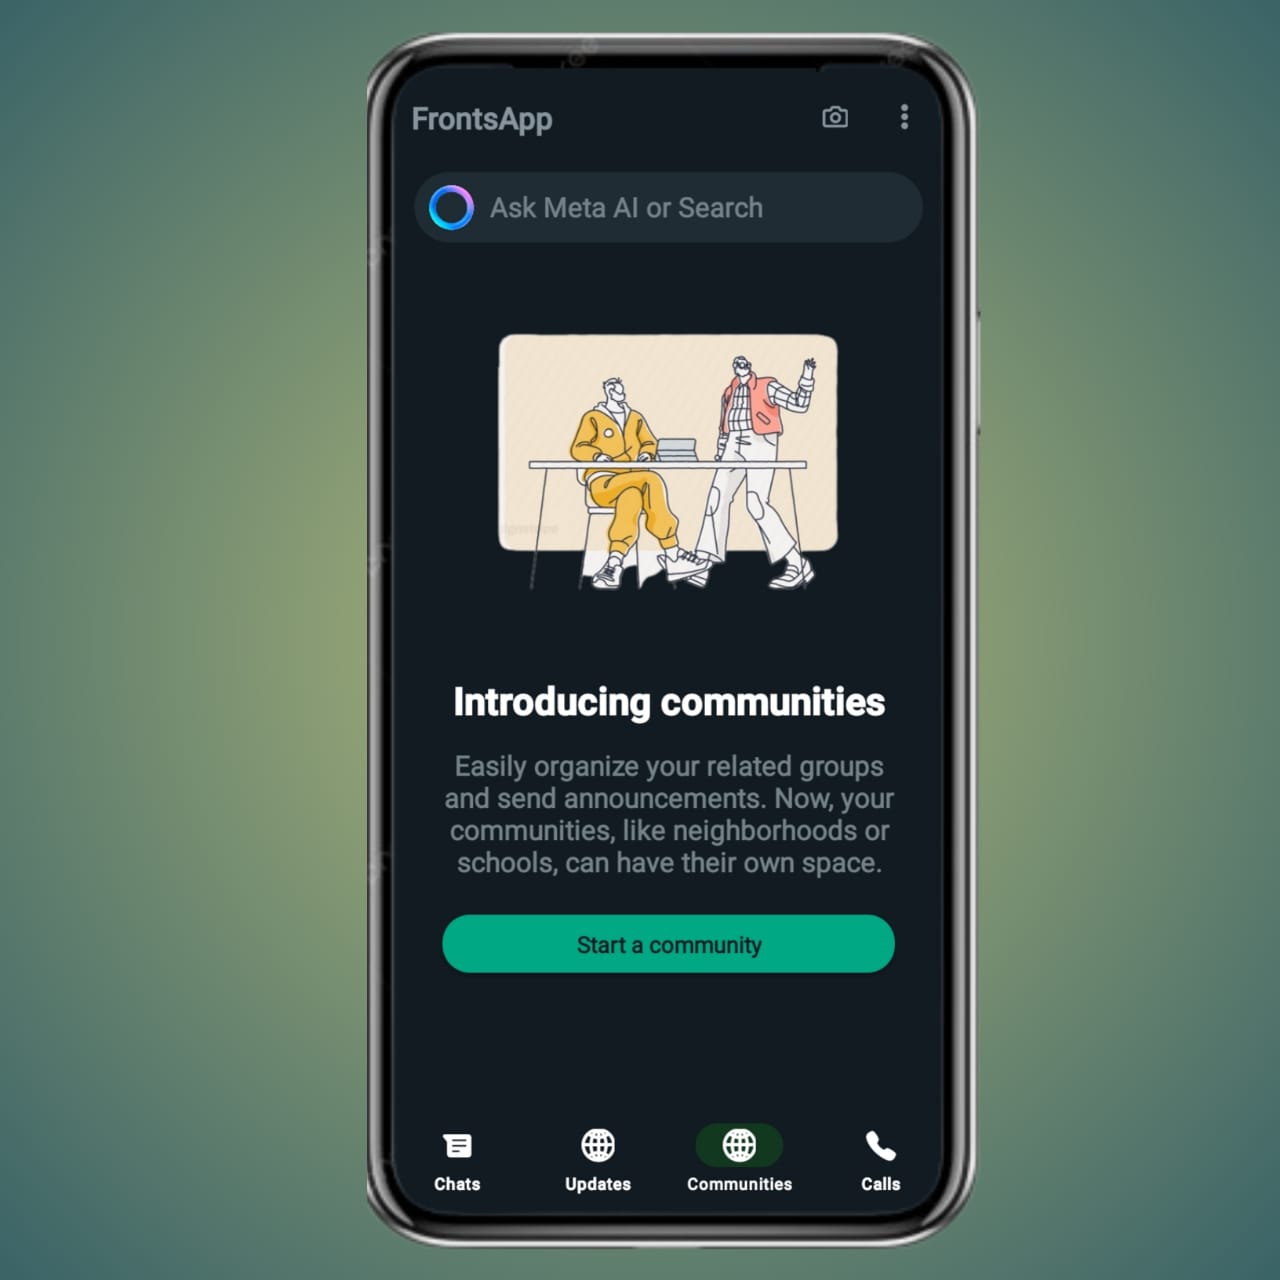 FrontsApp
Ask Meta AI or Search
Introducing communities
Easily organize your related groups
and send announcements. Now, your
communities, like neighborhoods or
schools, can have their own space.
Start a community
Chats
Updates
Communities
Calls